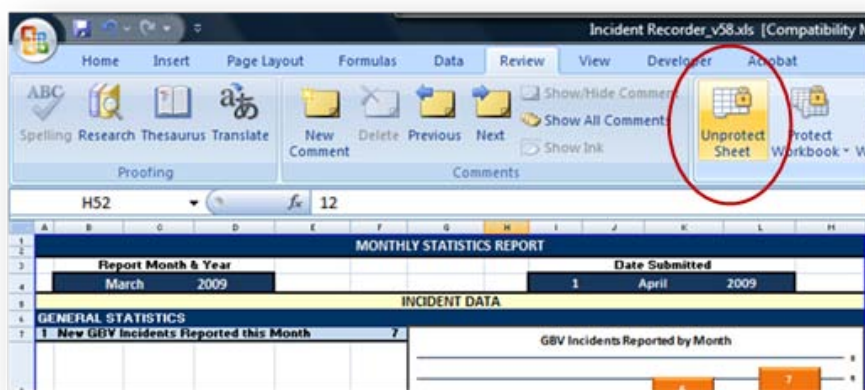 Incident Recorder_v58.xls [Compatibility M
Home Insert Page Layout Formulas Data Review View Developer Acrobat
ABC
Spelling Research Thesaurus Translate
New Comment Delete Previous Next
Show/Hide Comment
Show All Comments
Show Ink
Unprotect Sheet
Protect Workbook
Proofing Comments
H52 fx 12
A B C D E F G H I J K L M
1 MONTHLY STATISTICS REPORT
2
3 Report Month & Year Date Submitted
4 March 2009 1 April 2009
5 INCIDENT DATA
6 GENERAL STATISTICS
7 1 New GBV Incidents Reported this Month 7
GBV Incidents Reported by Month
7